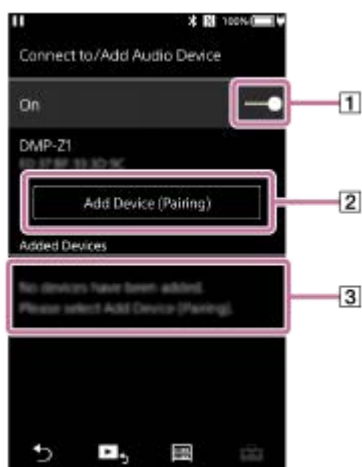 100%
Connect to/Add Audio Device
On
1
DMP-Z1
Add Device (Pairing)
2
Added Devices
No devices have been added.
Please select Add Device (Pairing).
3